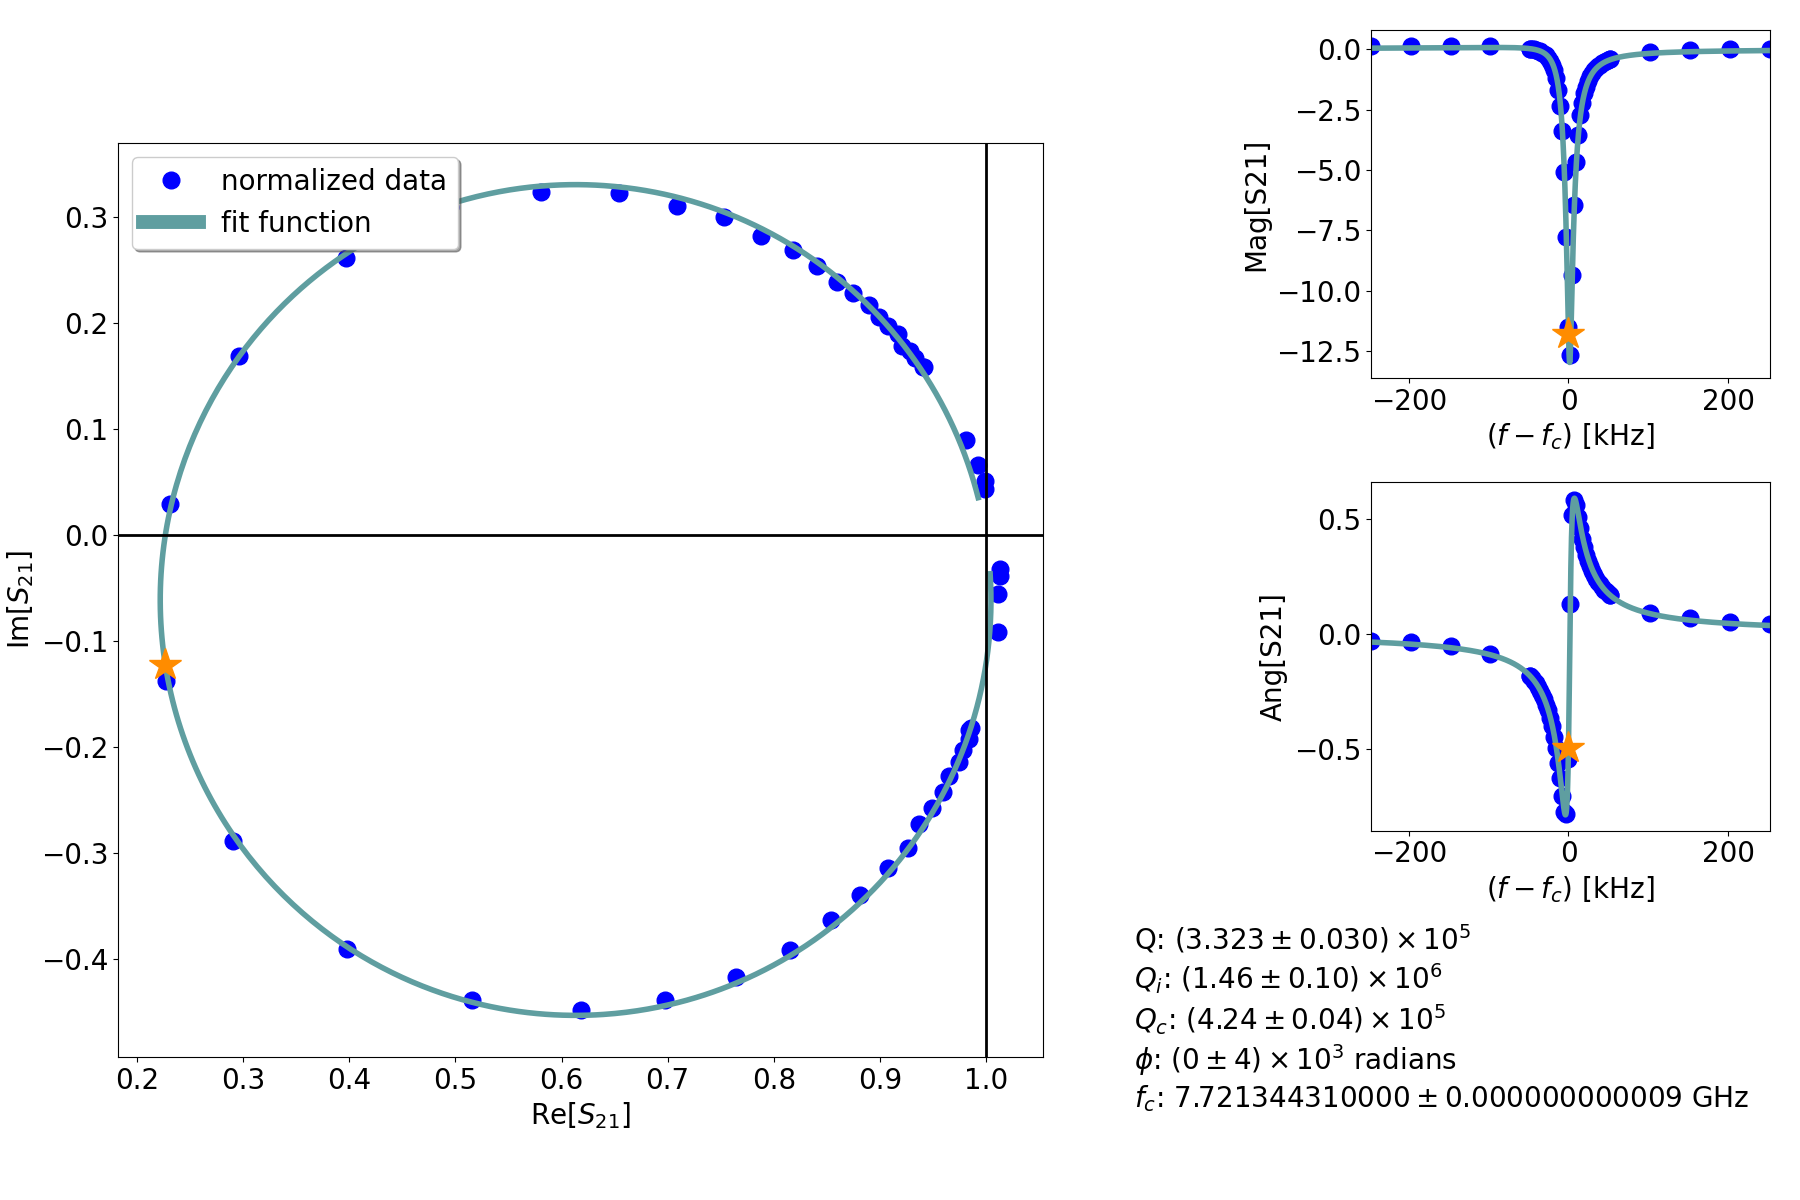 normalized data
fit function
0.3
0.2
0.1
0.0
−0.1
−0.2
−0.3
−0.4
Im[S21]
0.2 0.3 0.4 0.5 0.6 0.7 0.8 0.9 1.0
Re[S21]
0.0
−2.5
−5.0
−7.5
−10.0
−12.5
Mag[S21]
−200 0 200
(f − fc) [kHz]
0.5
0.0
−0.5
Ang[S21]
−200 0 200
(f − fc) [kHz]
Q: (3.323 ± 0.030) × 10^5
Qi: (1.46 ± 0.10) × 10^6
Qc: (4.24 ± 0.04) × 10^5
ϕ: (0 ± 4) × 10^3 radians
fc: 7.721344310000 ± 0.000000000009 GHz